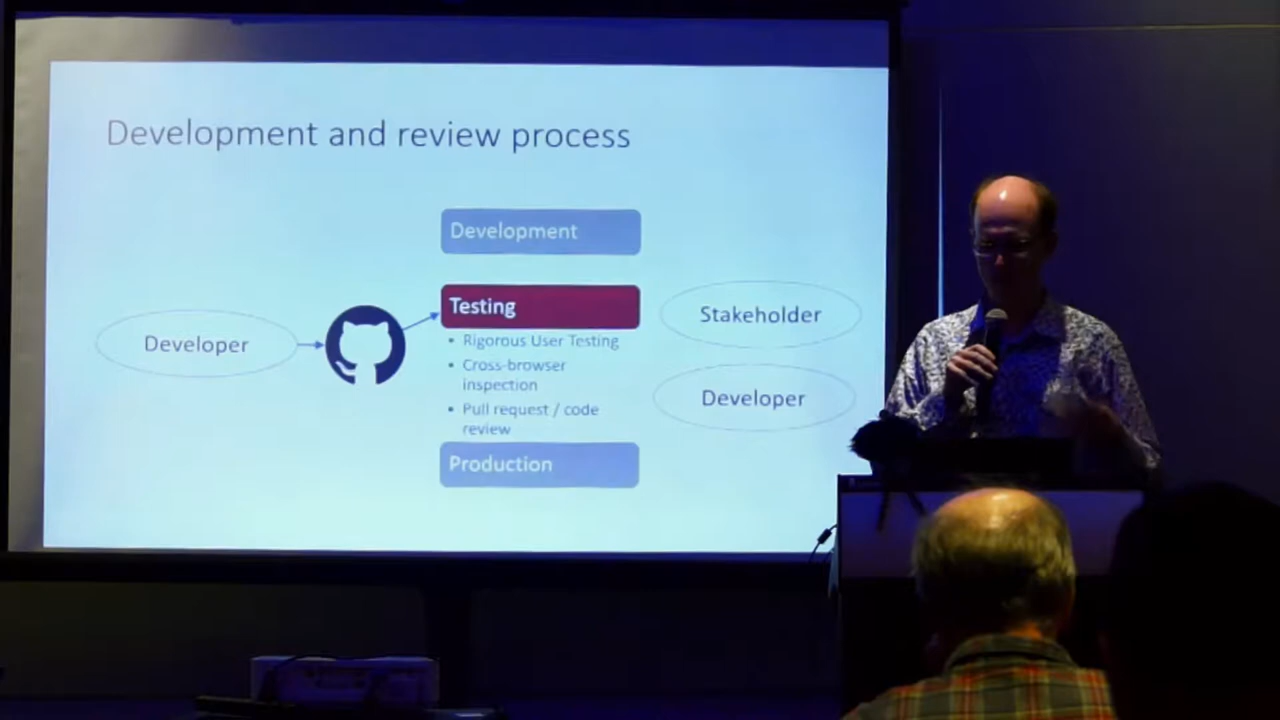 Development and review process
Development
Testing
• Rigorous User Testing
• Cross-browser
inspection
• Pull request / code
review
Production
Developer
Stakeholder
Developer